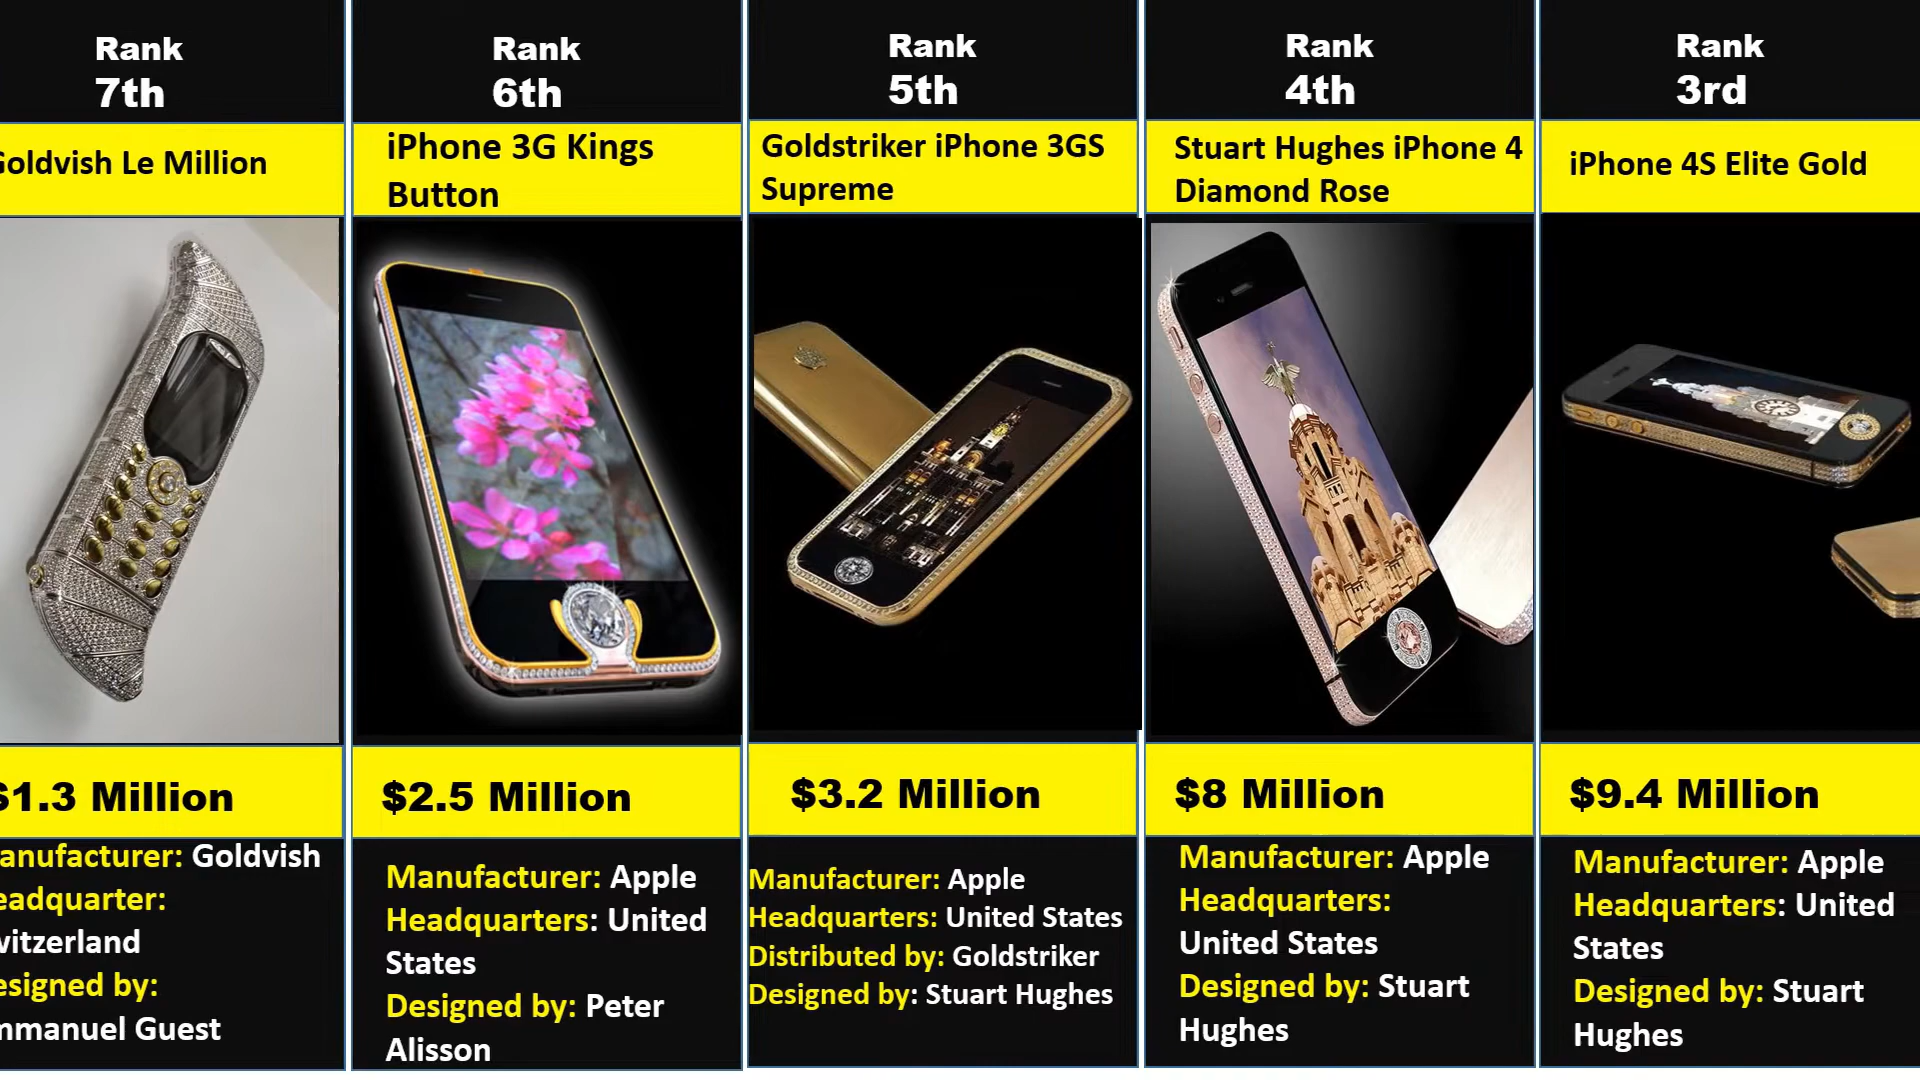 Rank
7th
Goldvish Le Million
$1.3 Million
anufacturer: Goldvish
eadquarter:
witzerland
esigned by:
mmanuel Guest
Rank
6th
iPhone 3G Kings
Button
$2.5 Million
Manufacturer: Apple
Headquarters: United
States
Designed by: Peter
Alisson
Rank
5th
Goldstriker iPhone 3GS
Supreme
$3.2 Million
Manufacturer: Apple
Headquarters: United States
Distributed by: Goldstriker
Designed by: Stuart Hughes
Rank
4th
Stuart Hughes iPhone 4
Diamond Rose
$8 Million
Manufacturer: Apple
Headquarters:
United States
Designed by: Stuart
Hughes
Rank
3rd
iPhone 4S Elite Gold
$9.4 Million
Manufacturer: Apple
Headquarters: United
States
Designed by: Stuart
Hughes